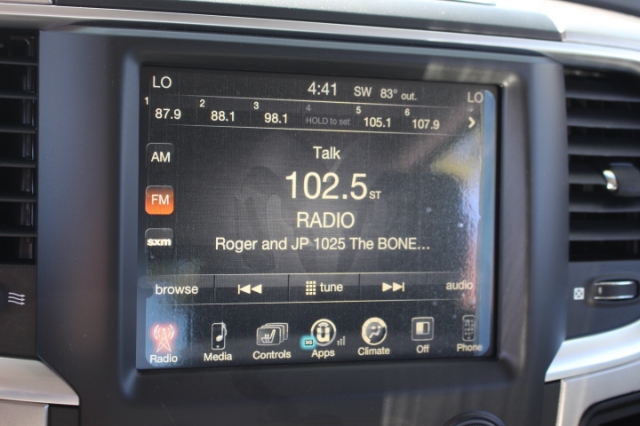 LO 4:41 SW 83° out. LO
1 87.9 2 88.1 3 98.1 4 HOLD to set 5 105.1 6 107.9
AM
Talk
102.5 ST
FM
RADIO
sxm
Roger and JP 1025 The BONE...
browse tune audio
Radio Media Controls Apps Climate Off Phone